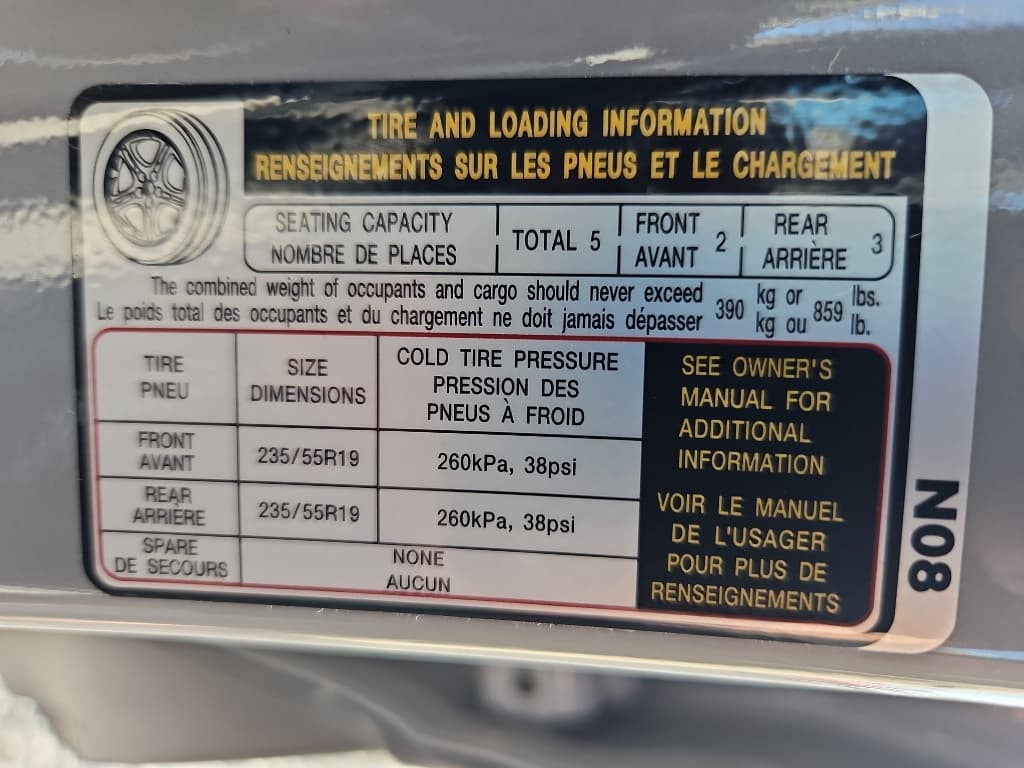 TIRE AND LOADING INFORMATION
RENSEIGNEMENTS SUR LES PNEUS ET LE CHARGEMENT
SEATING CAPACITY
NOMBRE DE PLACES
TOTAL 5
FRONT
AVANT
2
REAR
ARRIÈRE
3
The combined weight of occupants and cargo should never exceed 390 kg or 859 lbs.
Le poids total des occupants et du chargement ne doit jamais dépasser kg ou lb.
TIRE
PNEU
SIZE
DIMENSIONS
COLD TIRE PRESSURE
PRESSION DES
PNEUS À FROID
FRONT
AVANT
235/55R19
260kPa, 38psi
REAR
ARRIÈRE
235/55R19
260kPa, 38psi
SPARE
DE SECOURS
NONE
AUCUN
SEE OWNER'S
MANUAL FOR
ADDITIONAL
INFORMATION
VOIR LE MANUEL
DE L'USAGER
POUR PLUS DE
RENSEIGNEMENTS
N08